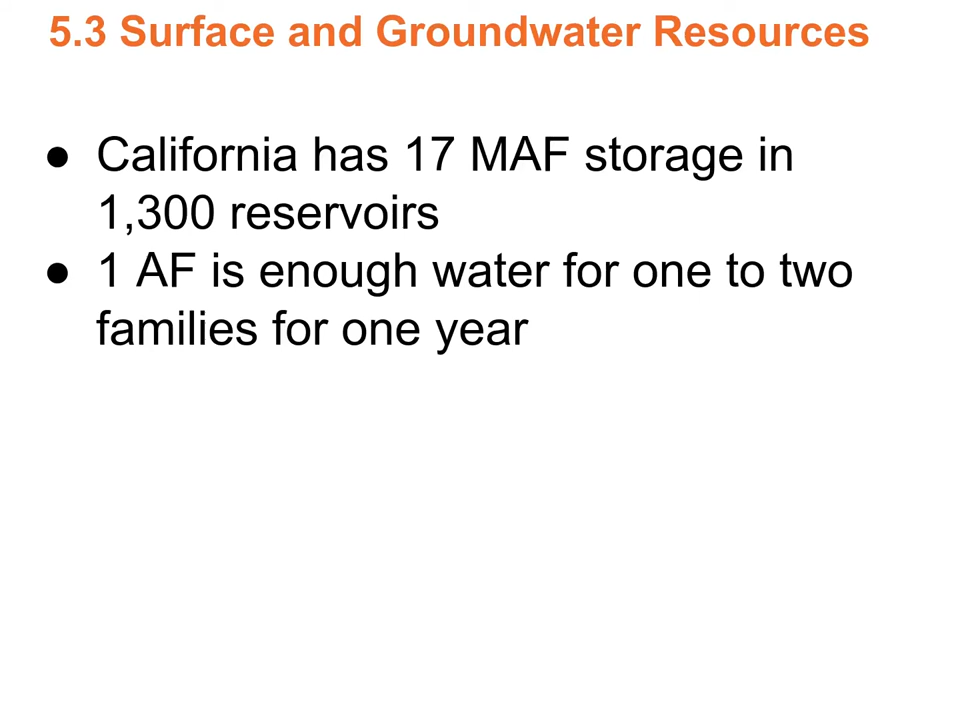 5.3 Surface and Groundwater Resources
● California has 17 MAF storage in
1,300 reservoirs
● 1 AF is enough water for one to two
families for one year